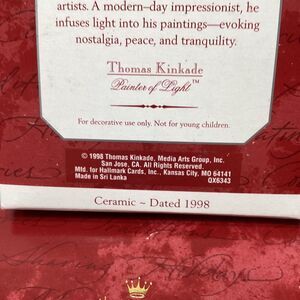 artists. A modern–day impressionist, he
infuses light into his paintings—evoking
nostalgia, peace, and tranquility.
Thomas Kinkade
Painter of Light™
For decorative use only. Not for young children.
© 1998 Thomas Kinkade, Media Arts Group, Inc.
San Jose, CA. All Rights Reserved.
Mfd. for Hallmark Cards, Inc., Kansas City, MO 64141
Made in Sri Lanka QX6343
Ceramic ~ Dated 1998